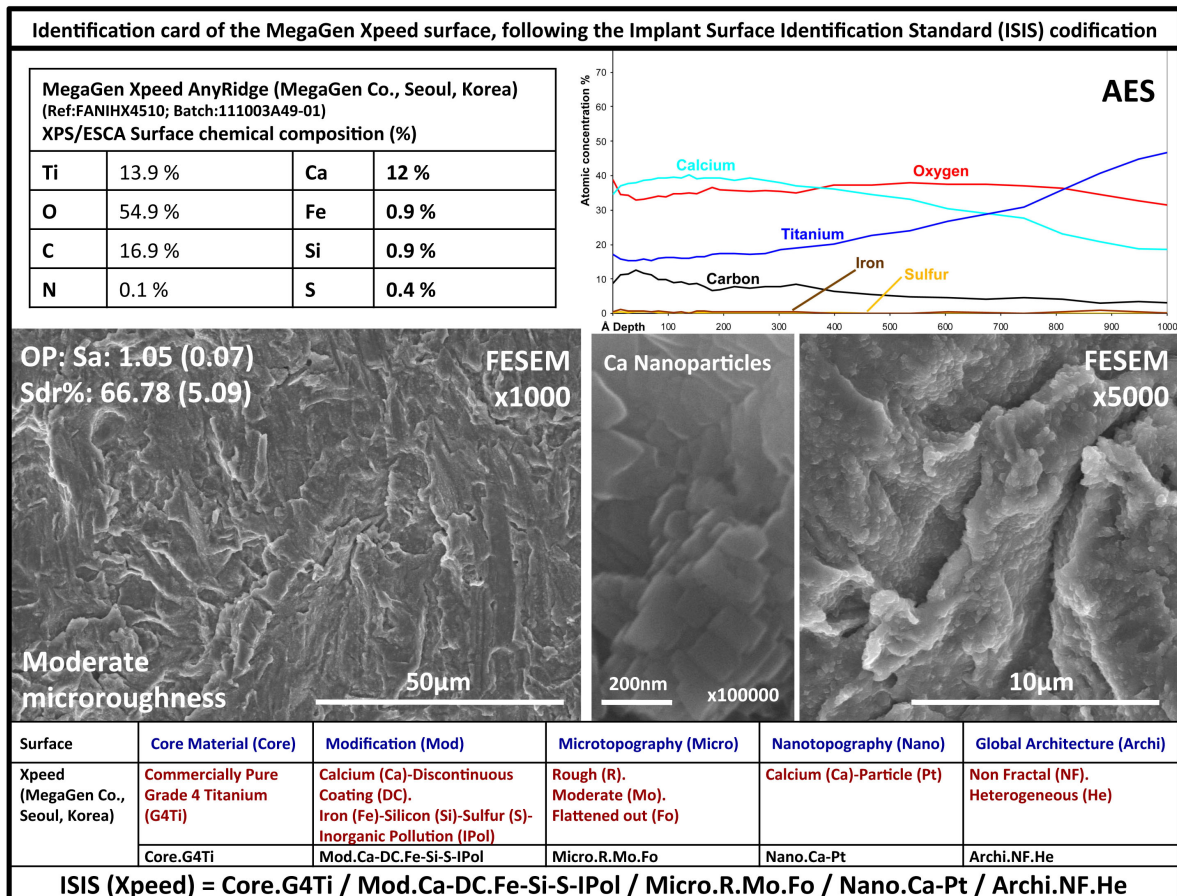 Identification card of the MegaGen Xpeed surface, following the Implant Surface Identification Standard (ISIS) codification
MegaGen Xpeed AnyRidge (MegaGen Co., Seoul, Korea)
(Ref:FANIHX4510; Batch:111003A49-01)
XPS/ESCA Surface chemical composition (%)
Ti 13.9 % Ca 12 %
O 54.9 % Fe 0.9 %
C 16.9 % Si 0.9 %
N 0.1 % S 0.4 %
AES
Atomic concentration %
70
60
50
40
30
20
10
0
Calcium
Oxygen
Titanium
Carbon
Iron
Sulfur
Å Depth 100 200 300 400 500 600 700 800 900 1000
OP: Sa: 1.05 (0.07)
Sdr%: 66.78 (5.09)
FESEM
x1000
Moderate
microroughness
50µm
Ca Nanoparticles
200nm
x100000
FESEM
x5000
10µm
Surface
Core Material (Core)
Modification (Mod)
Microtopography (Micro)
Nanotopography (Nano)
Global Architecture (Archi)
Xpeed
(MegaGen Co.,
Seoul, Korea)
Commercially Pure
Grade 4 Titanium
(G4Ti)
Calcium (Ca)-Discontinuous
Coating (DC).
Iron (Fe)-Silicon (Si)-Sulfur (S)-
Inorganic Pollution (IPol)
Rough (R).
Moderate (Mo).
Flattened out (Fo)
Calcium (Ca)-Particle (Pt)
Non Fractal (NF).
Heterogeneous (He)
Core.G4Ti
Mod.Ca-DC.Fe-Si-S-IPol
Micro.R.Mo.Fo
Nano.Ca-Pt
Archi.NF.He
ISIS (Xpeed) = Core.G4Ti / Mod.Ca-DC.Fe-Si-S-IPol / Micro.R.Mo.Fo / Nano.Ca-Pt / Archi.NF.He